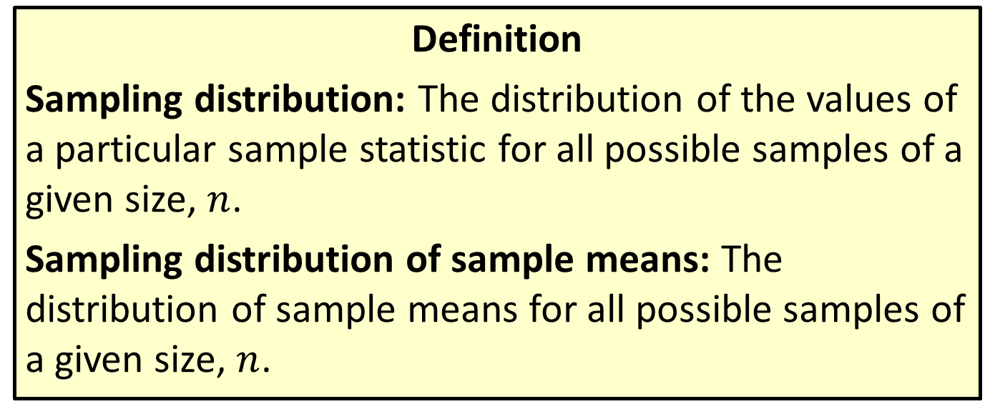 Definition
Sampling distribution: The distribution of the values of
a particular sample statistic for all possible samples of a
given size, n.
Sampling distribution of sample means: The
distribution of sample means for all possible samples of
a given size, n.